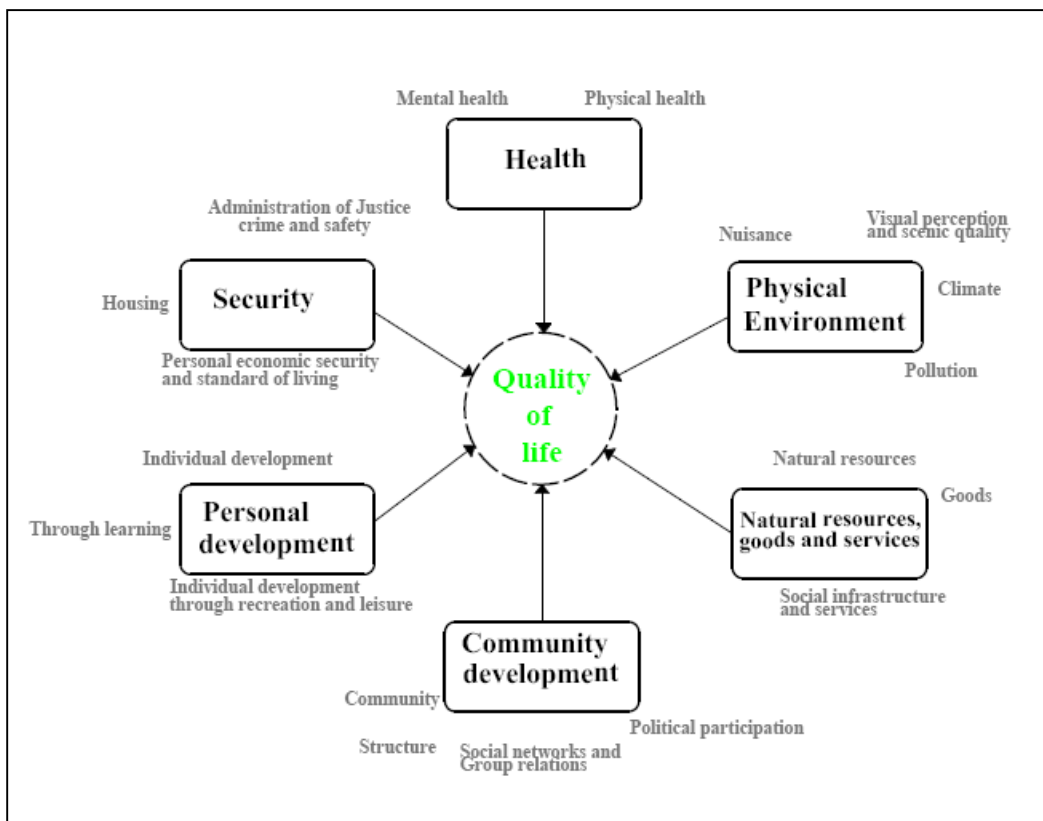 Mental health
Physical health
Health
Administration of Justice
crime and safety
Visual perception
and scenic quality
Nuisance
Security
Housing
Personal economic security
and standard of living
Physical
Environment
Climate
Pollution
Quality
of
life
Individual development
Through learning
Personal
development
Individual development
through recreation and leisure
Natural resources
Goods
Natural resources,
goods and services
Social infrastructure
and services
Community
development
Community
Structure
Social networks and
Group relations
Political participation